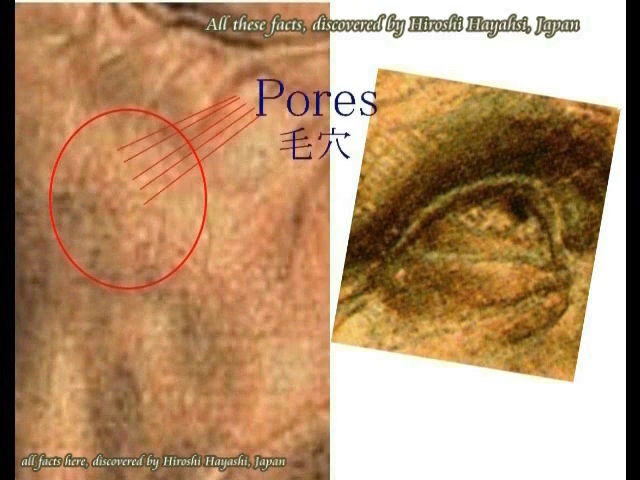 All these facts, discovered by Hiroshi Hayahsi, Japan
Pores
毛穴
all facts here, discovered by Hiroshi Hayashi, Japan